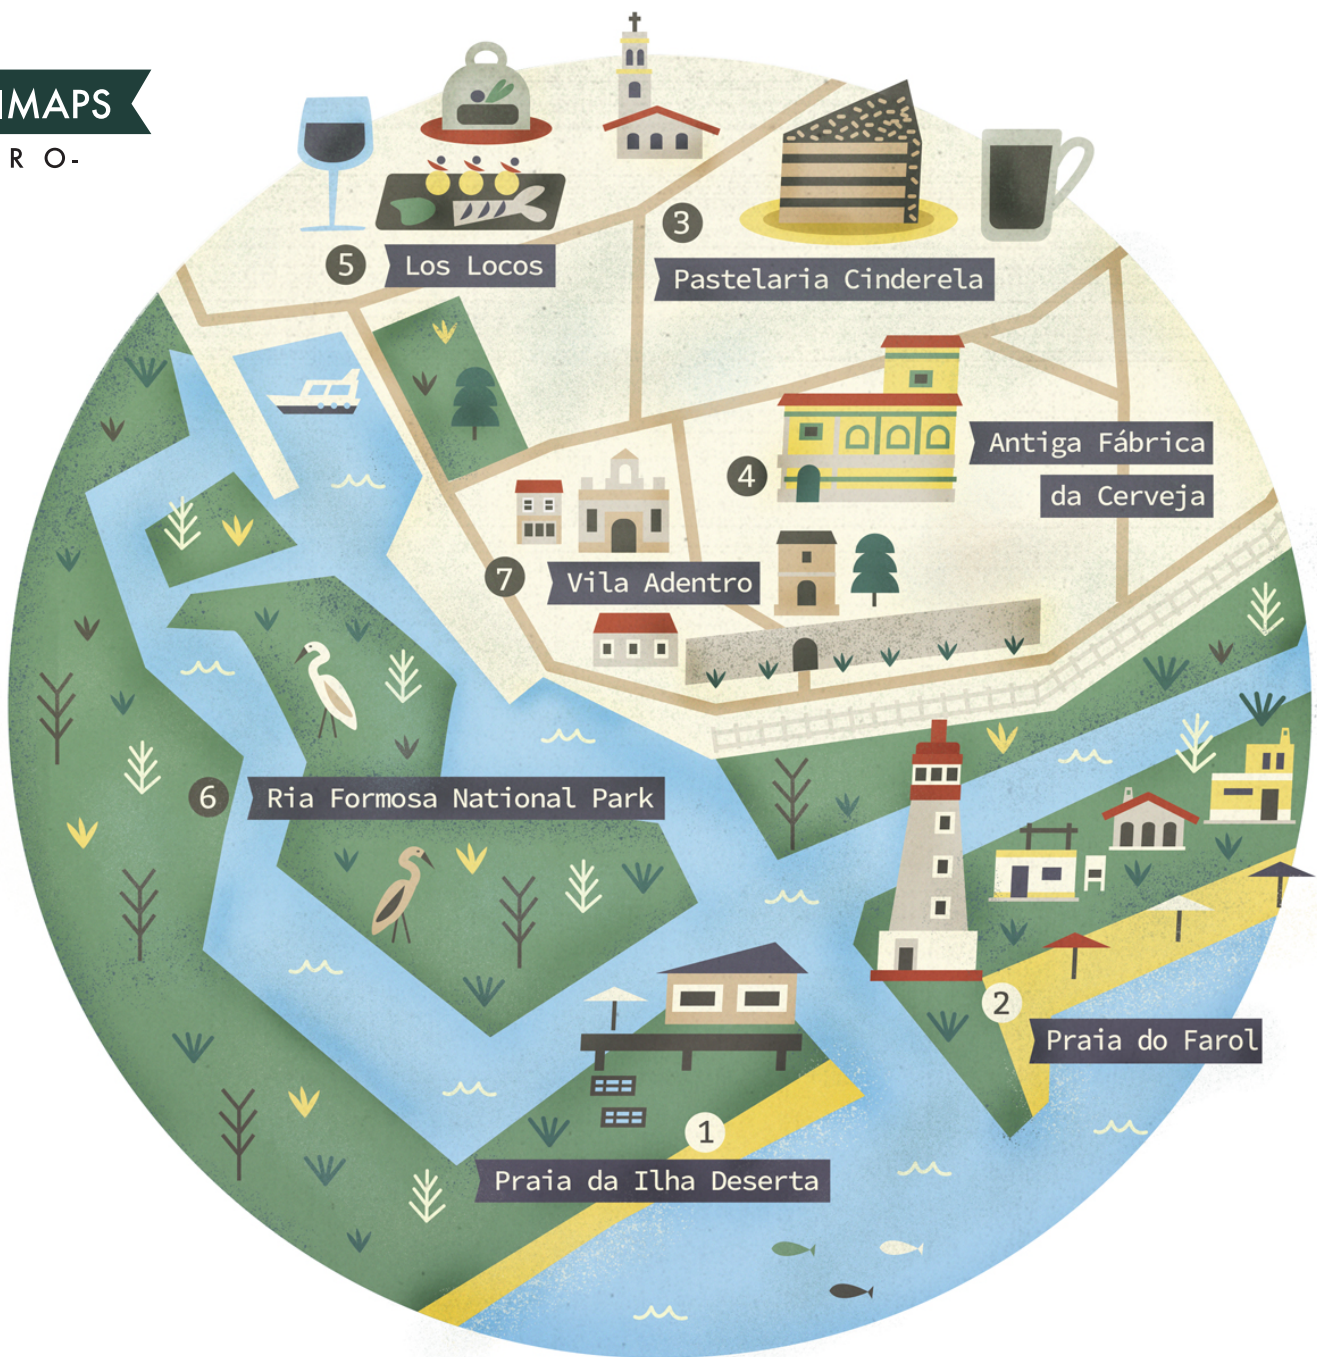 IMAPS
R O-
5 Los Locos
3
Pastelaria Cinderela
4 Antiga Fábrica
da Cerveja
7 Vila Adentro
6 Ria Formosa National Park
2
Praia do Farol
1
Praia da Ilha Deserta